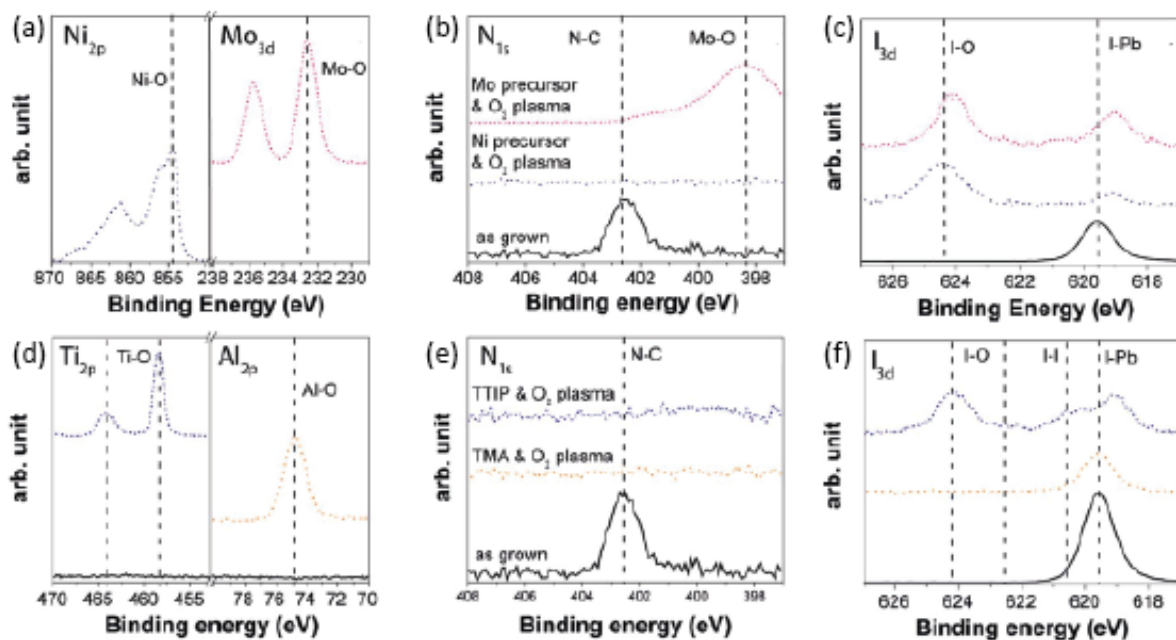 (a) Ni2p Mo3d
Ni-O
Mo-O
arb. unit
870 865 860 855 238 236 234 232 230
Binding Energy (eV)
(b) N1s N-C Mo-O
Mo precursor
& O2 plasma
Ni precursor
& O2 plasma
as grown
arb. unit
408 406 404 402 400 398
Binding energy (eV)
(c) I3d I-O I-Pb
arb. unit
626 624 622 620 618
Binding Energy (eV)
(d) Ti2p Ti-O Al2p
Al-O
arb. unit
470 465 460 455 78 76 74 72 70
Binding energy (eV)
(e) N1s N-C
TTIP & O2 plasma
TMA & O2 plasma
as grown
arb. unit
408 406 404 402 400 398
Binding energy (eV)
(f) I3d I-O I-I I-Pb
arb. unit
626 624 622 620 618
Binding energy (eV)